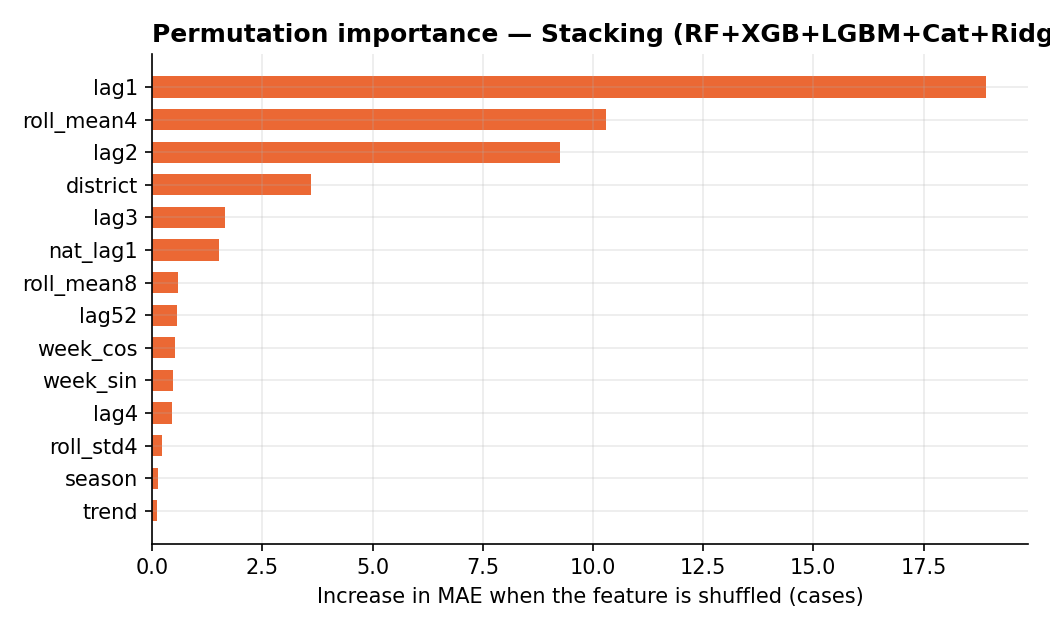 Permutation importance — Stacking (RF+XGB+LGBM+Cat+Ridg
lag1
roll_mean4
lag2
district
lag3
nat_lag1
roll_mean8
lag52
week_cos
week_sin
lag4
roll_std4
season
trend
0.0 2.5 5.0 7.5 10.0 12.5 15.0 17.5
Increase in MAE when the feature is shuffled (cases)